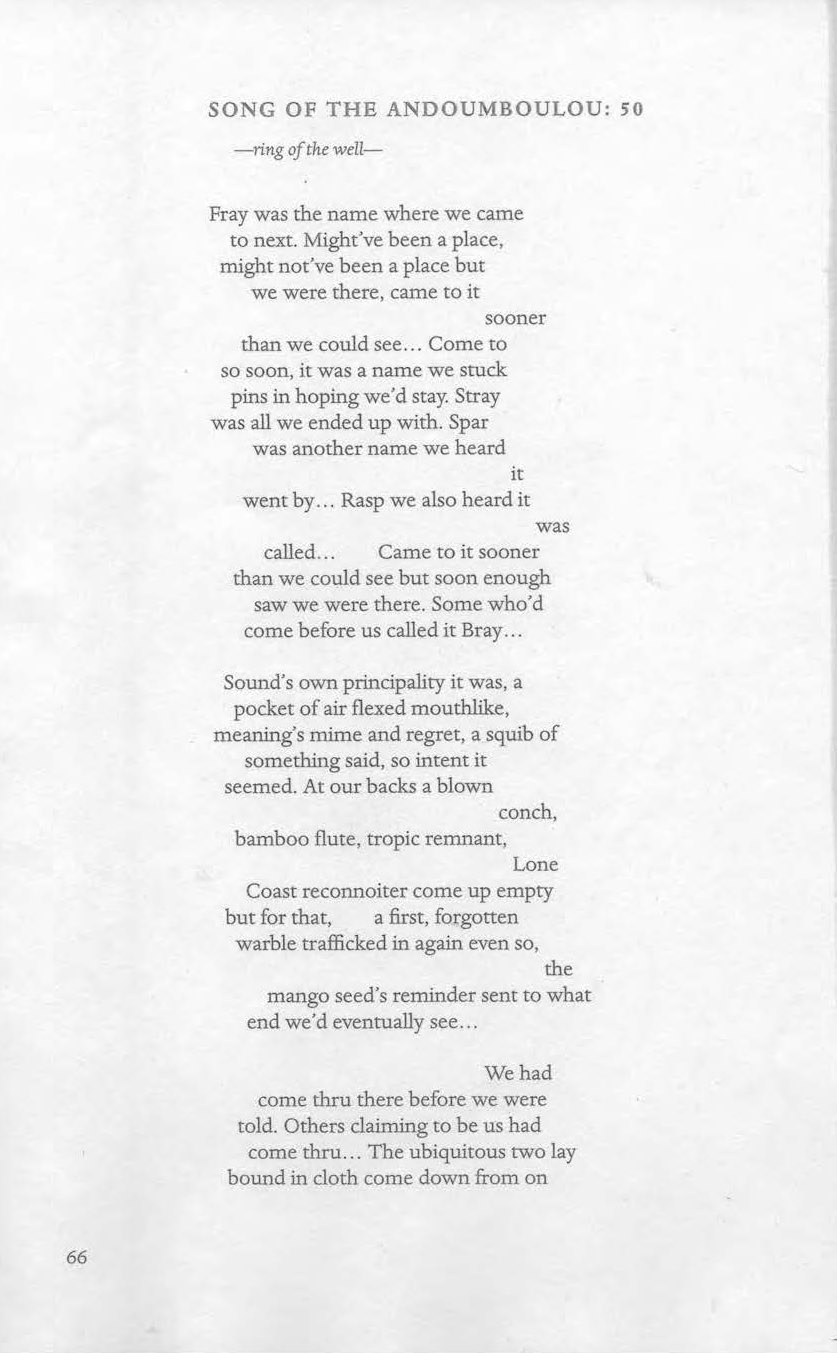 SONG OF THE ANDOUMBOULOU: 50
—ring of the well—
Fray was the name where we came
to next. Might've been a place,
might not've been a place but
we were there, came to it
sooner
than we could see... Come to
so soon, it was a name we stuck
pins in hoping we'd stay. Stray
was all we ended up with. Spar
was another name we heard
it
went by... Rasp we also heard it
was
called... Came to it sooner
than we could see but soon enough
saw we were there. Some who'd
come before us called it Bray...
Sound's own principality it was, a
pocket of air flexed mouthlike,
meaning's mime and regret, a squib of
something said, so intent it
seemed. At our backs a blown
conch,
bamboo flute, tropic remnant,
Lone
Coast reconnoiter come up empty
but for that, a first, forgotten
warble trafficked in again even so,
the
mango seed's reminder sent to what
end we'd eventually see...
We had
come thru there before we were
told. Others claiming to be us had
come thru... The ubiquitous two lay
bound in cloth come down from on
66